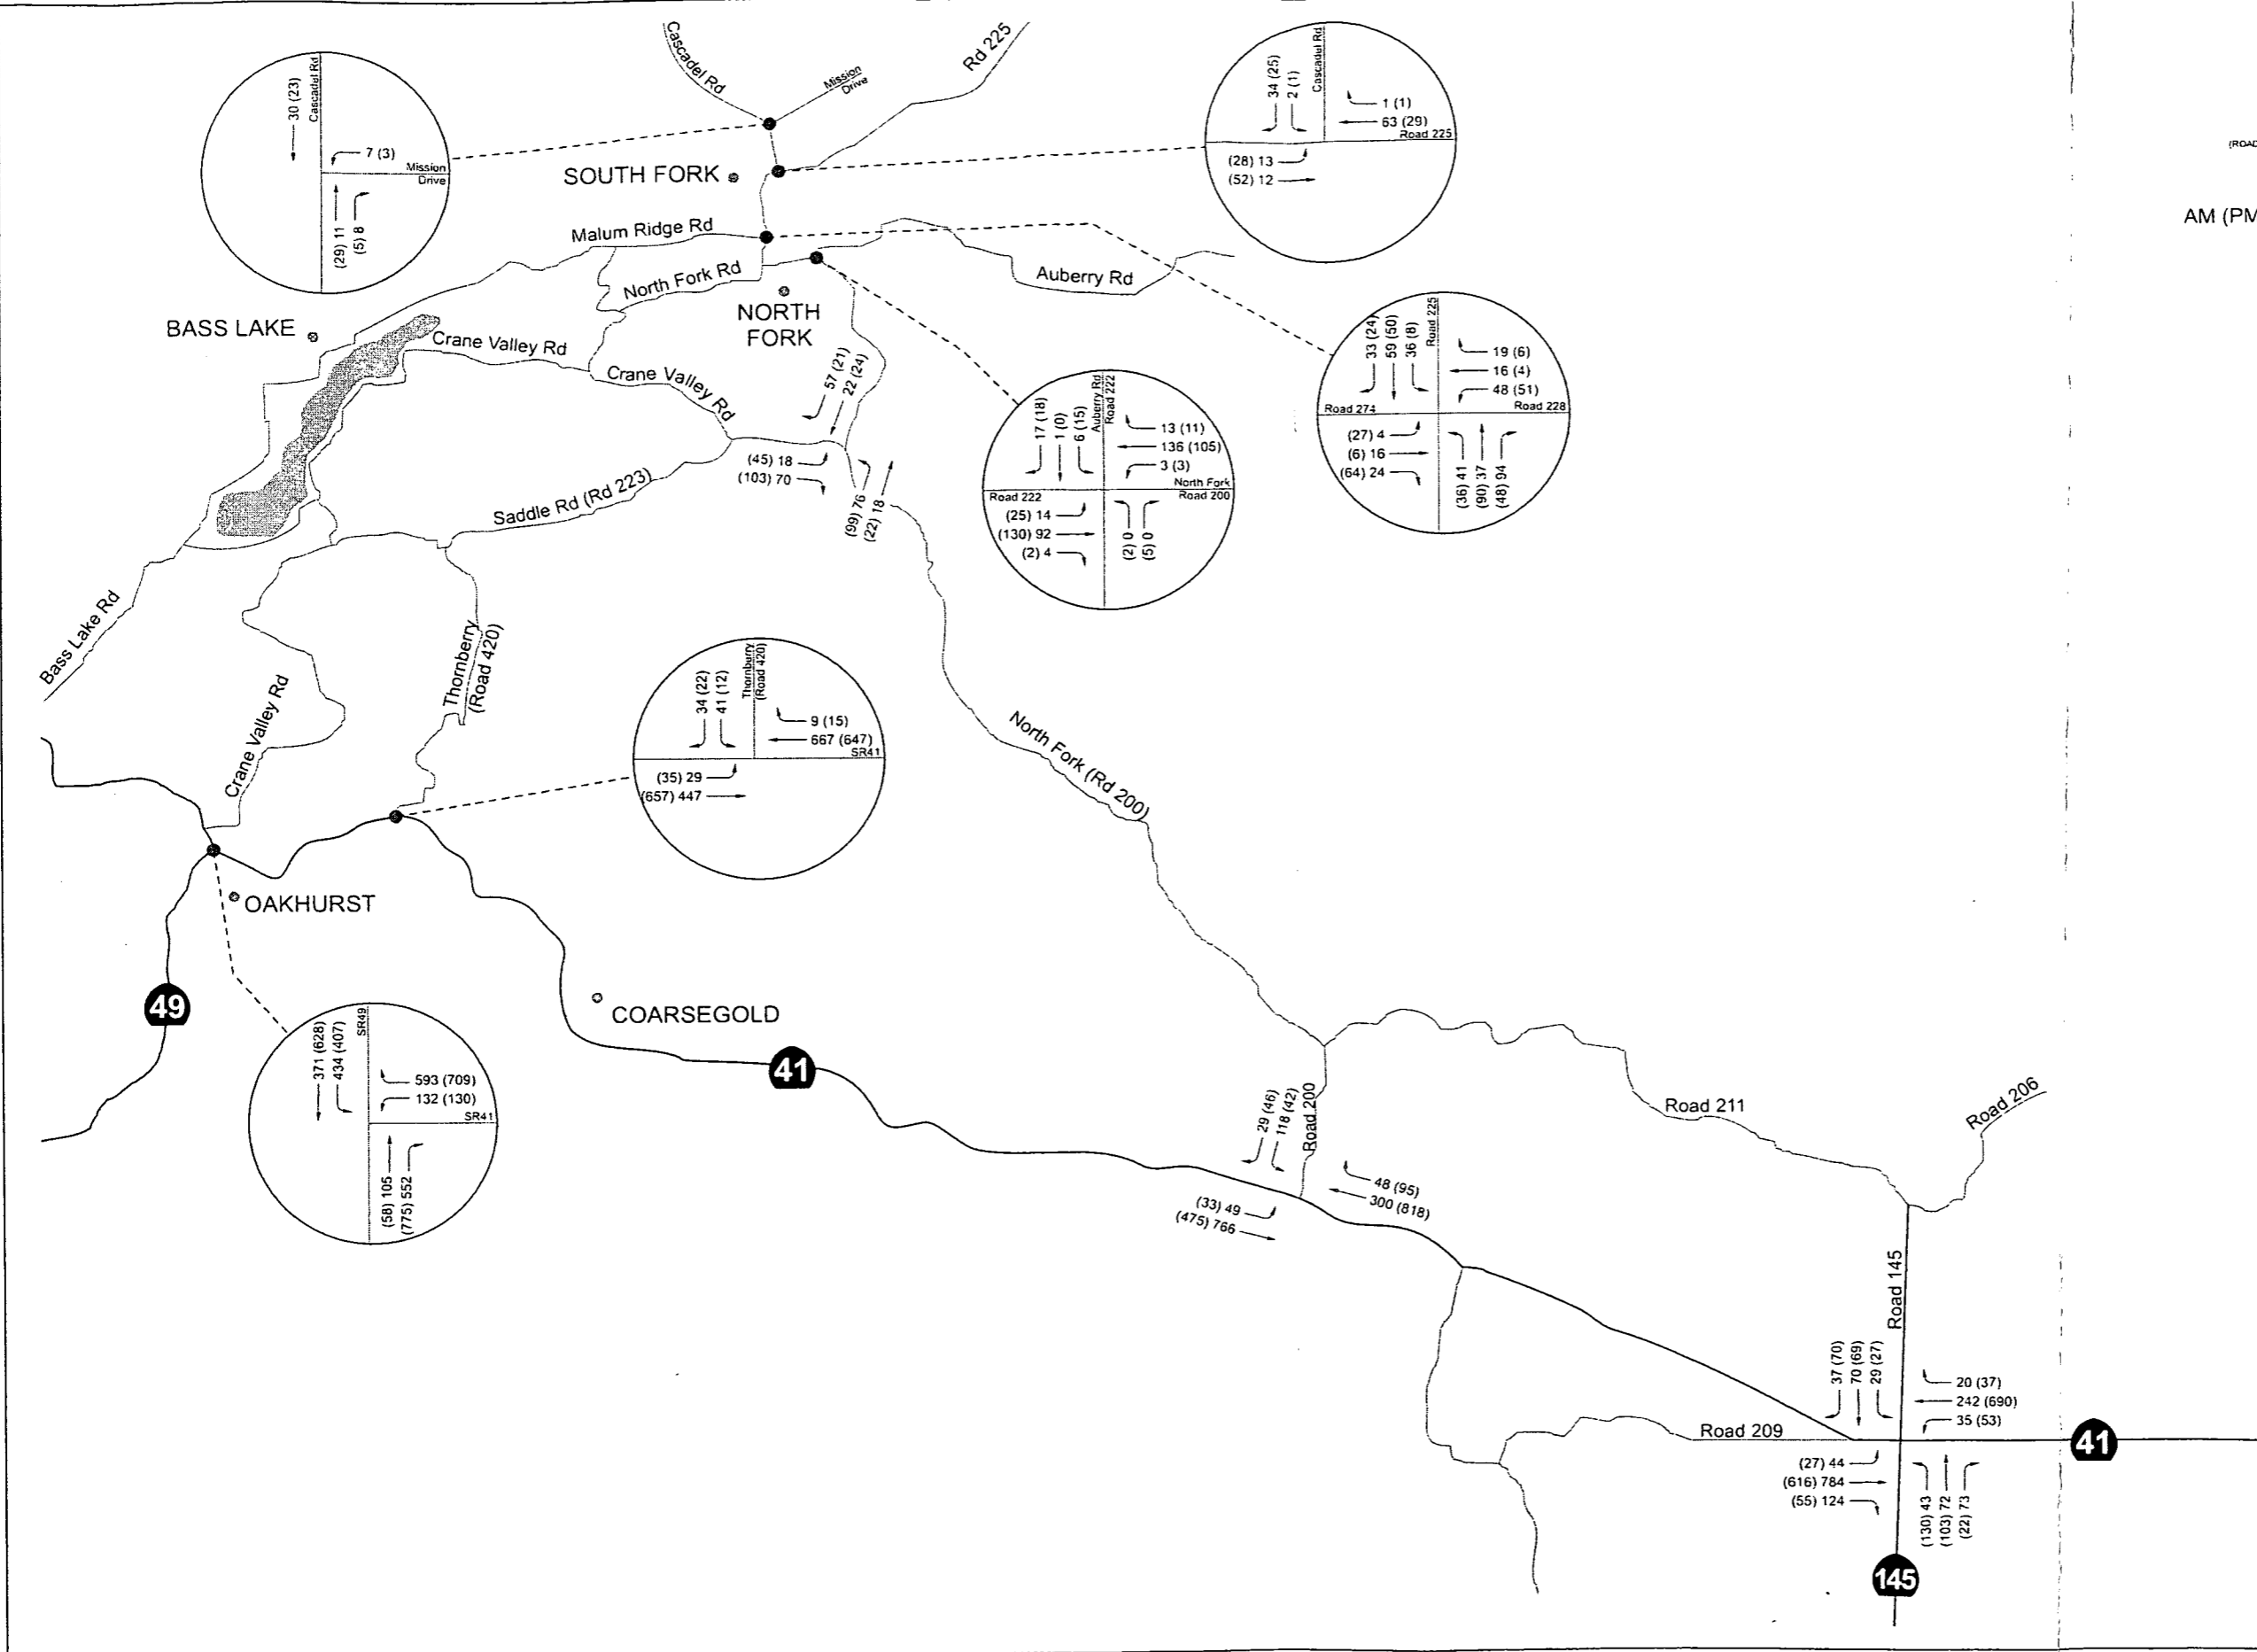 Cascadel Rd
Mission
Drive
Rd 225
30 (23)
Cascadel Rd
7 (3)
Mission
Drive
(29) 11
(5) 8
34 (25)
2 (1)
Cascadel Rd
1 (1)
63 (29)
Road 225
(28) 13
(52) 12
(ROAD
AM (PM
SOUTH FORK
Malum Ridge Rd
North Fork Rd
NORTH
FORK
Auberry Rd
BASS LAKE
Crane Valley Rd
Crane Valley Rd
57 (21)
22 (24)
(45) 18
(103) 70
(99) 76
(22) 18
Saddle Rd (Rd 223)
17 (18)
1 (0)
6 (15)
Auberry Rd
Road 222
13 (11)
136 (105)
3 (3)
North Fork
Road 200
Road 222
(25) 14
(130) 92
(2) 4
(2) 0
(5) 0
33 (24)
59 (50)
36 (8)
Road 225
19 (6)
16 (4)
48 (51)
Road 274
Road 228
(27) 4
(6) 16
(64) 24
(36) 41
(90) 37
(48) 94
Bass Lake Rd
Crane Valley Rd
Thornberry
(Road 420)
34 (22)
41 (12)
Thornberry
(Road 420)
9 (15)
667 (647)
SR41
(35) 29
(657) 447
North Fork (Rd 200)
OAKHURST
49
COARSEGOLD
41
371 (628)
434 (407)
SR49
593 (709)
132 (130)
SR41
(58) 105
(775) 552
29 (46)
118 (42)
Road 200
48 (95)
300 (818)
(33) 49
(475) 766
Road 211
Road 206
Road 145
37 (70)
70 (69)
29 (27)
20 (37)
242 (690)
35 (53)
Road 209
41
(27) 44
(616) 784
(55) 124
(130) 43
(103) 72
(22) 73
145